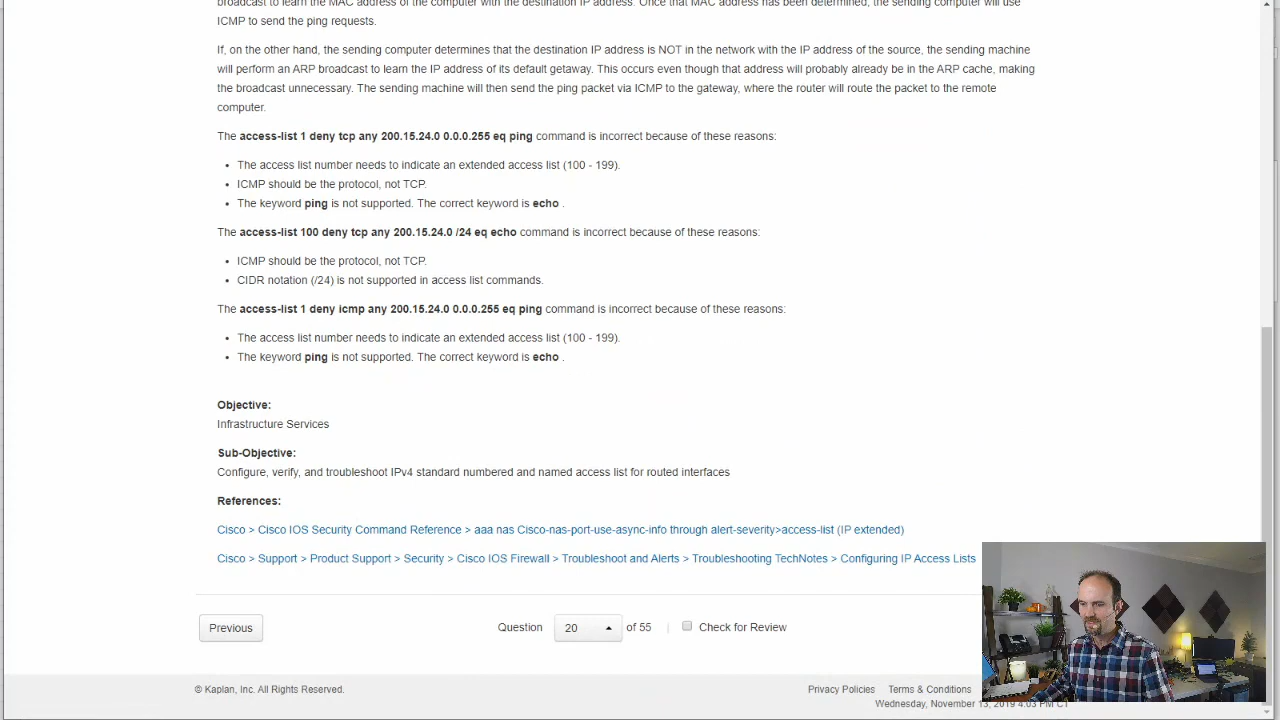 broadcast to learn the MAC address of the computer with the destination IP address. Once that MAC address has been determined, the sending computer will use
ICMP to send the ping requests.
If, on the other hand, the sending computer determines that the destination IP address is NOT in the network with the IP address of the source, the sending machine
will perform an ARP broadcast to learn the IP address of its default getaway. This occurs even though that address will probably already be in the ARP cache, making
the broadcast unnecessary. The sending machine will then send the ping packet via ICMP to the gateway, where the router will route the packet to the remote
computer.
The access-list 1 deny tcp any 200.15.24.0 0.0.0.255 eq ping command is incorrect because of these reasons:
• The access list number needs to indicate an extended access list (100 - 199).
• ICMP should be the protocol, not TCP.
• The keyword ping is not supported. The correct keyword is echo .
The access-list 100 deny tcp any 200.15.24.0 /24 eq echo command is incorrect because of these reasons:
• ICMP should be the protocol, not TCP.
• CIDR notation (/24) is not supported in access list commands.
The access-list 1 deny icmp any 200.15.24.0 0.0.0.255 eq ping command is incorrect because of these reasons:
• The access list number needs to indicate an extended access list (100 - 199).
• The keyword ping is not supported. The correct keyword is echo .
Objective:
Infrastructure Services
Sub-Objective:
Configure, verify, and troubleshoot IPv4 standard numbered and named access list for routed interfaces
References:
Cisco > Cisco IOS Security Command Reference > aaa nas Cisco-nas-port-use-async-info through alert-severity>access-list (IP extended)
Cisco > Support > Product Support > Security > Cisco IOS Firewall > Troubleshoot and Alerts > Troubleshooting TechNotes > Configuring IP Access Lists
Previous Question 20 of 55 | Check for Review
© Kaplan, Inc. All Rights Reserved. Privacy Policies Terms & Conditions
Wednesday, November 13, 2019 4:03 PM CT